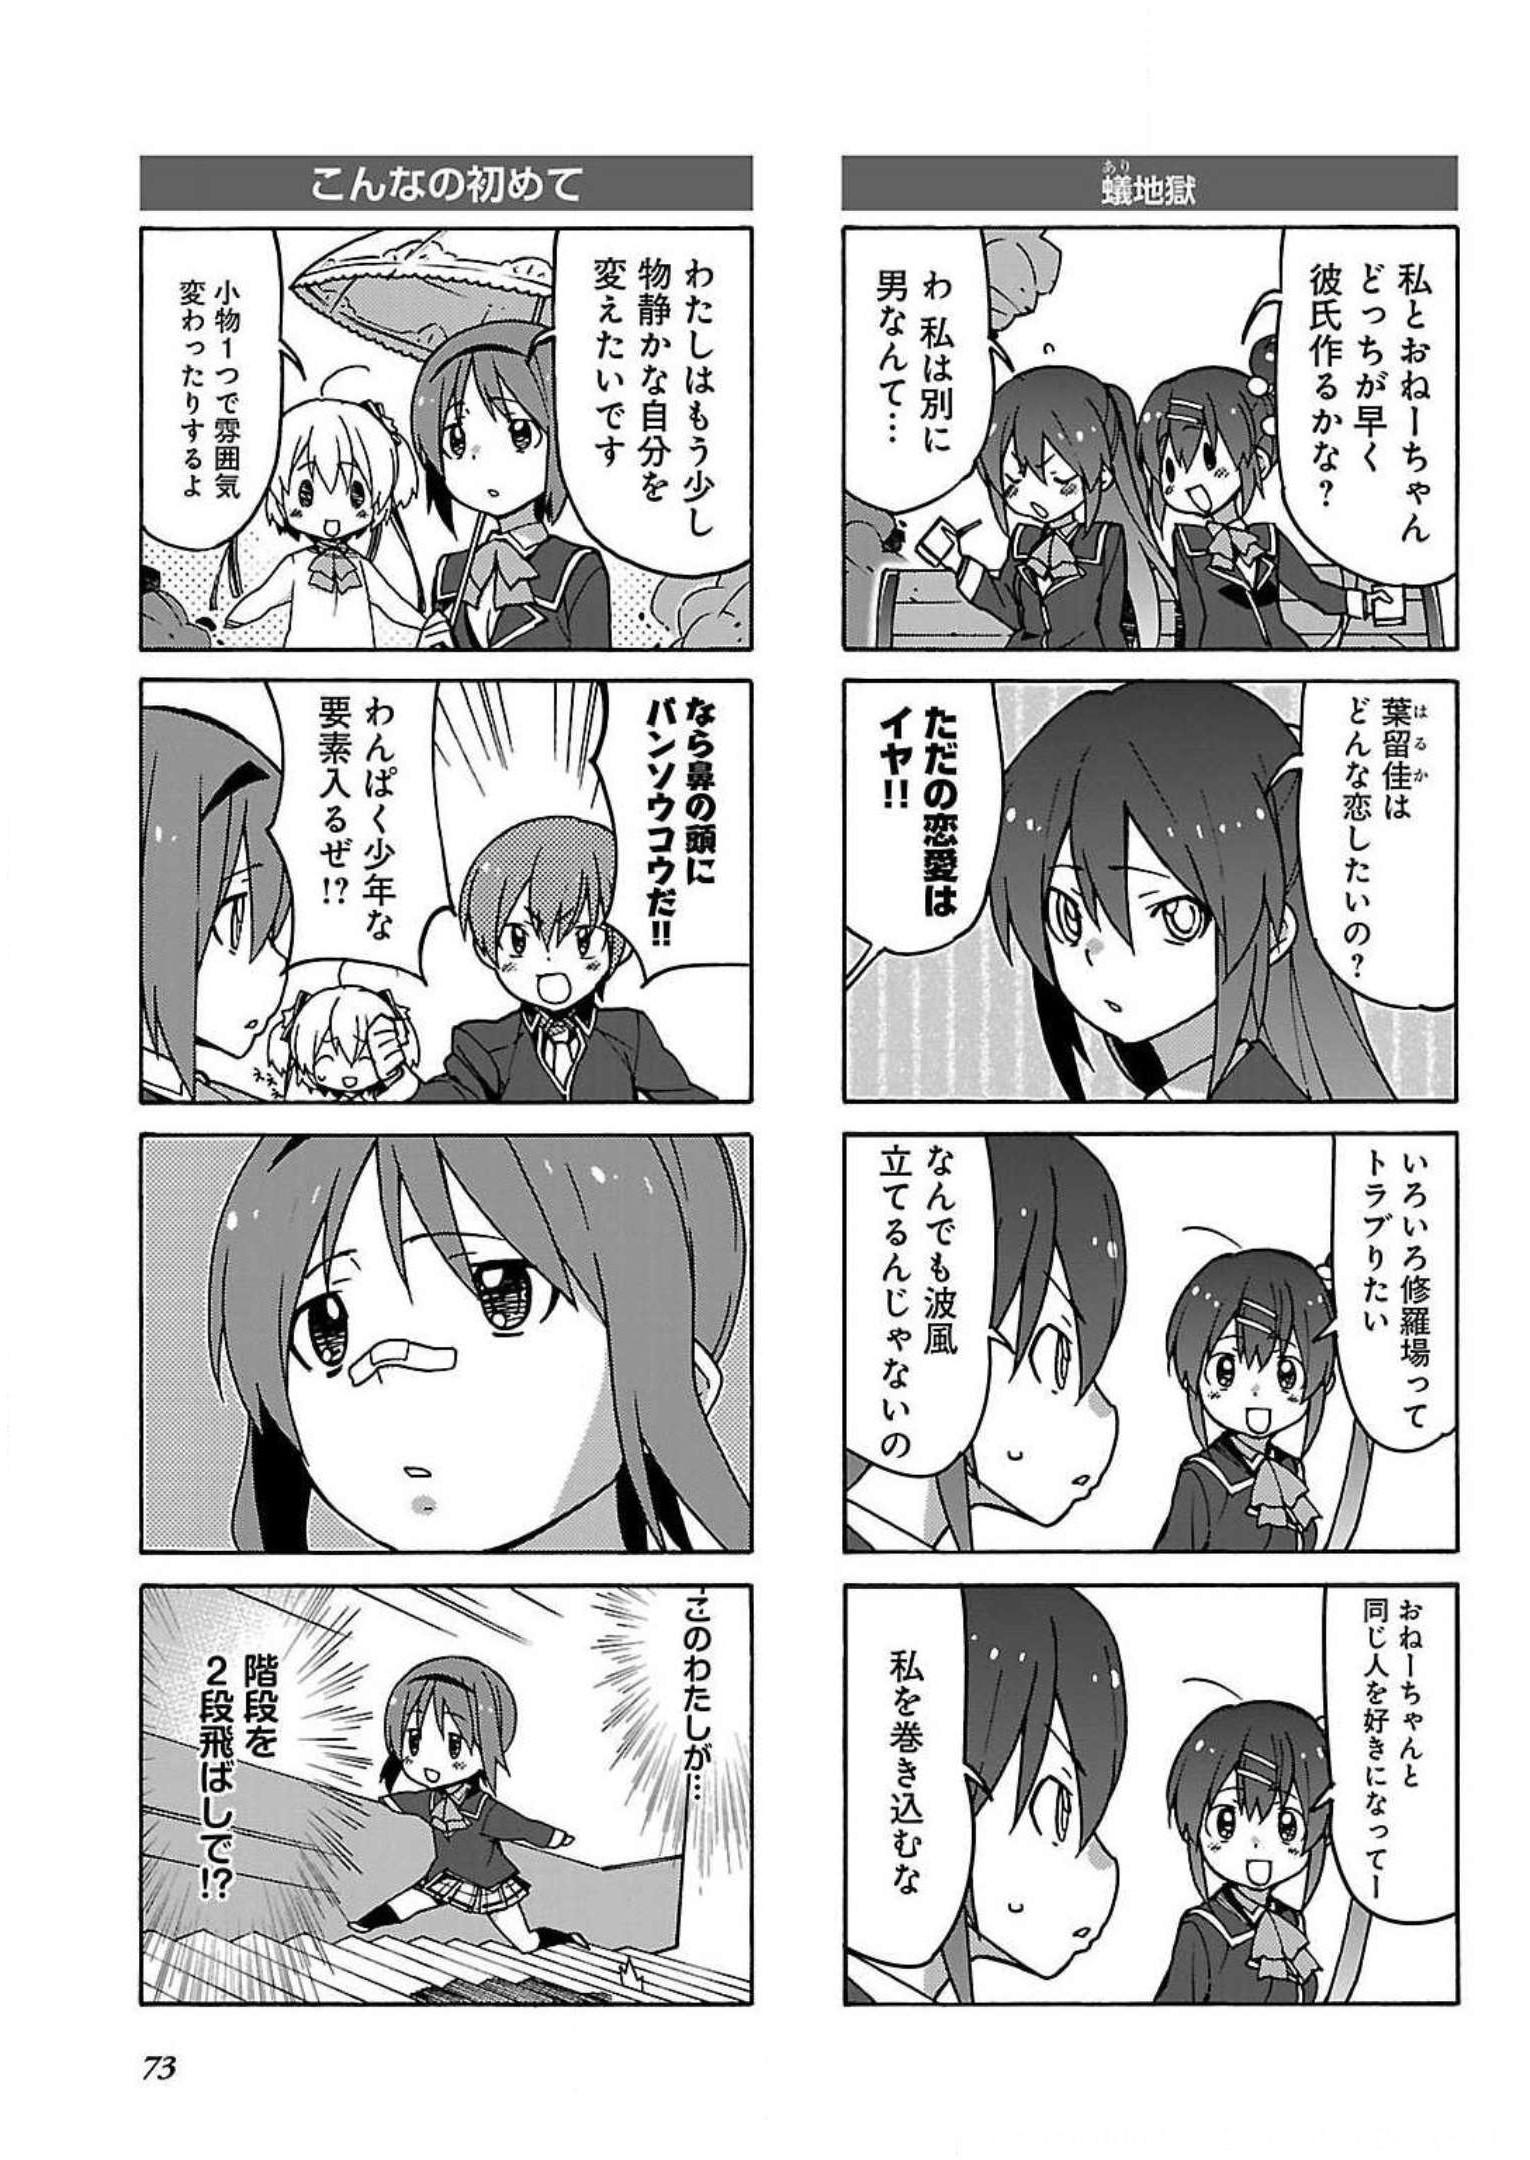 蟻地獄
あり
私とおねーちゃん
どっちが早く
彼氏作るかな?
わ 私は別に
男なんて…
葉留佳は
はるか
どんな恋したいの?
ただの恋愛は
イヤ!!
いろいろ修羅場って
トラブりたい
なんでも波風
立てるんじゃないの
おねーちゃんと
同じ人を好きになってー
私を巻き込むな
こんなの初めて
わたしはもう少し
物静かな自分を
変えたいです
小物1つで雰囲気
変わったりするよ
なら鼻の頭に
バンソウコウだ!!
わんぱく少年な
要素入るぜ!?
ええぇ
このわたしが…
階段を
2段飛ばしで!?
73